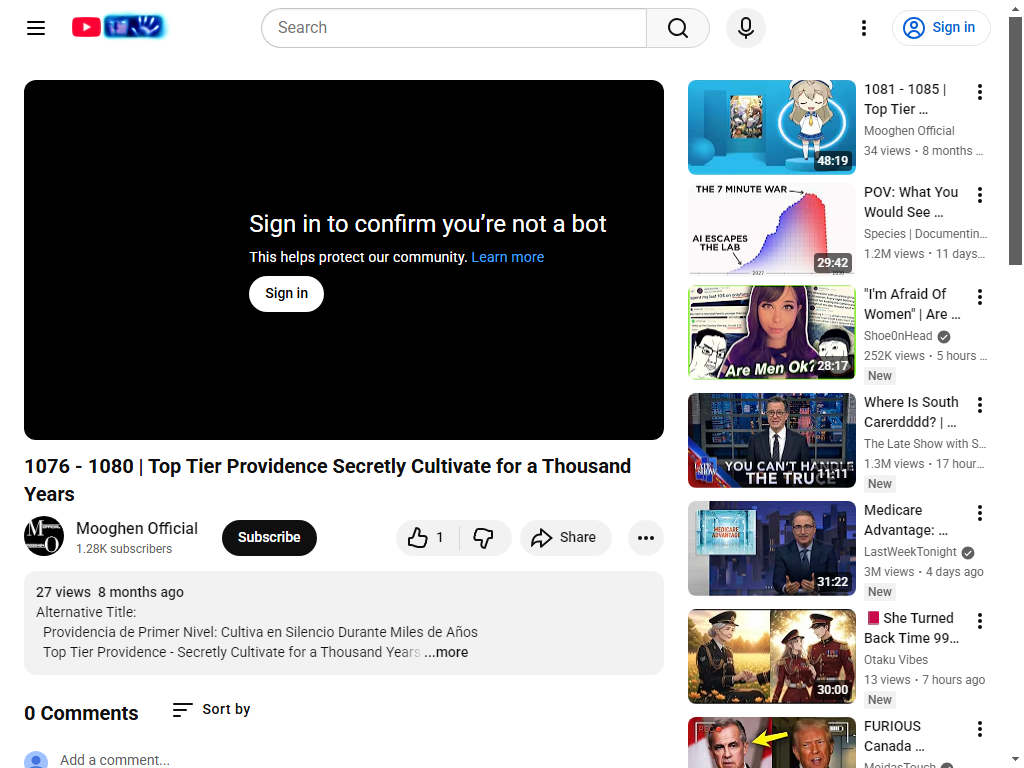 Search
Sign in
Sign in to confirm you're not a bot
This helps protect our community. Learn more
Sign in
1076 - 1080 | Top Tier Providence Secretly Cultivate for a Thousand
Years
Mooghen Official
1.28K subscribers
Subscribe
1
Share
27 views 8 months ago
Alternative Title:
Providencia de Primer Nivel: Cultiva en Silencio Durante Miles de Años
Top Tier Providence - Secretly Cultivate for a Thousand Years ...more
0 Comments
Sort by
Add a comment...
48:19
1081 - 1085 |
Top Tier ...
Mooghen Official
34 views • 8 months ...
THE 7 MINUTE WAR
AI ESCAPES
THE LAB
2027
29:42
POV: What You
Would See ...
Species | Documentin...
1.2M views • 11 days...
Are Men Ok?
28:17
"I'm Afraid Of
Women" | Are ...
Shoe0nHead
252K views • 5 hours ...
New
YOU CAN'T HANDLE
THE TRUCE
11:11
Where Is South
Carerdddd? | ...
The Late Show with S...
1.3M views • 17 hour...
New
MEDICARE
ADVANTAGE
31:22
Medicare
Advantage: ...
LastWeekTonight
3M views • 4 days ago
New
30:00
She Turned
Back Time 99...
Otaku Vibes
13 views • 7 hours ago
New
REC
FURIOUS
Canada ...
MeidasTouch